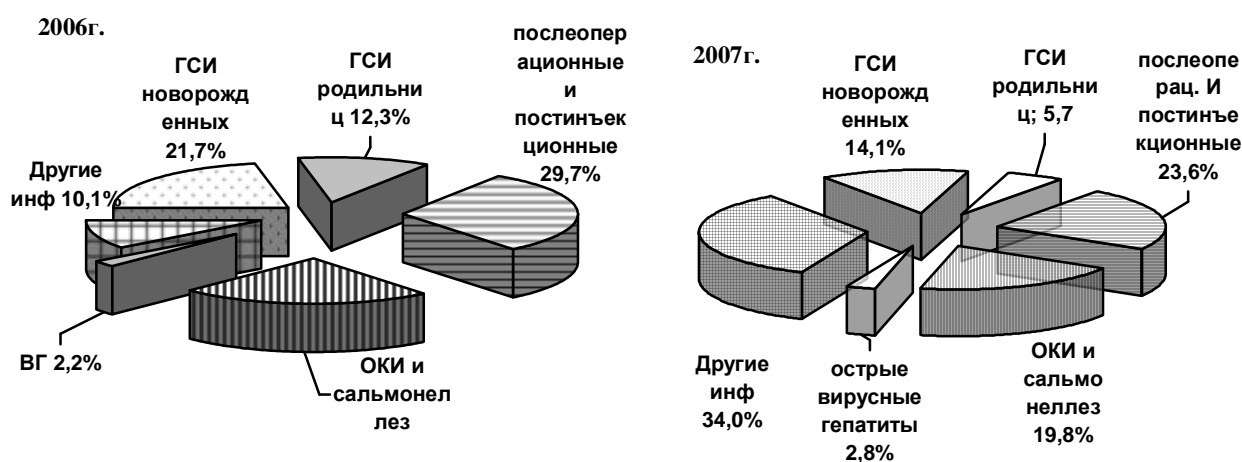 2006г.
ГСИ
новорожд
енных
21,7%
ГСИ
родильни
ц 12,3%
послеопер
ационные
и
постинъек
ционные
29,7%
Другие
инф 10,1%
ВГ 2,2%
ОКИ и
сальмонел
лез
2007г.
ГСИ
новорожд
енных
14,1%
ГСИ
родильни
ц; 5,7
послеопе
рац. И
постинъе
кционные
23,6%
Другие
инф
34,0%
острые
вирусные
гепатиты
2,8%
ОКИ и
сальмо
неллез
19,8%